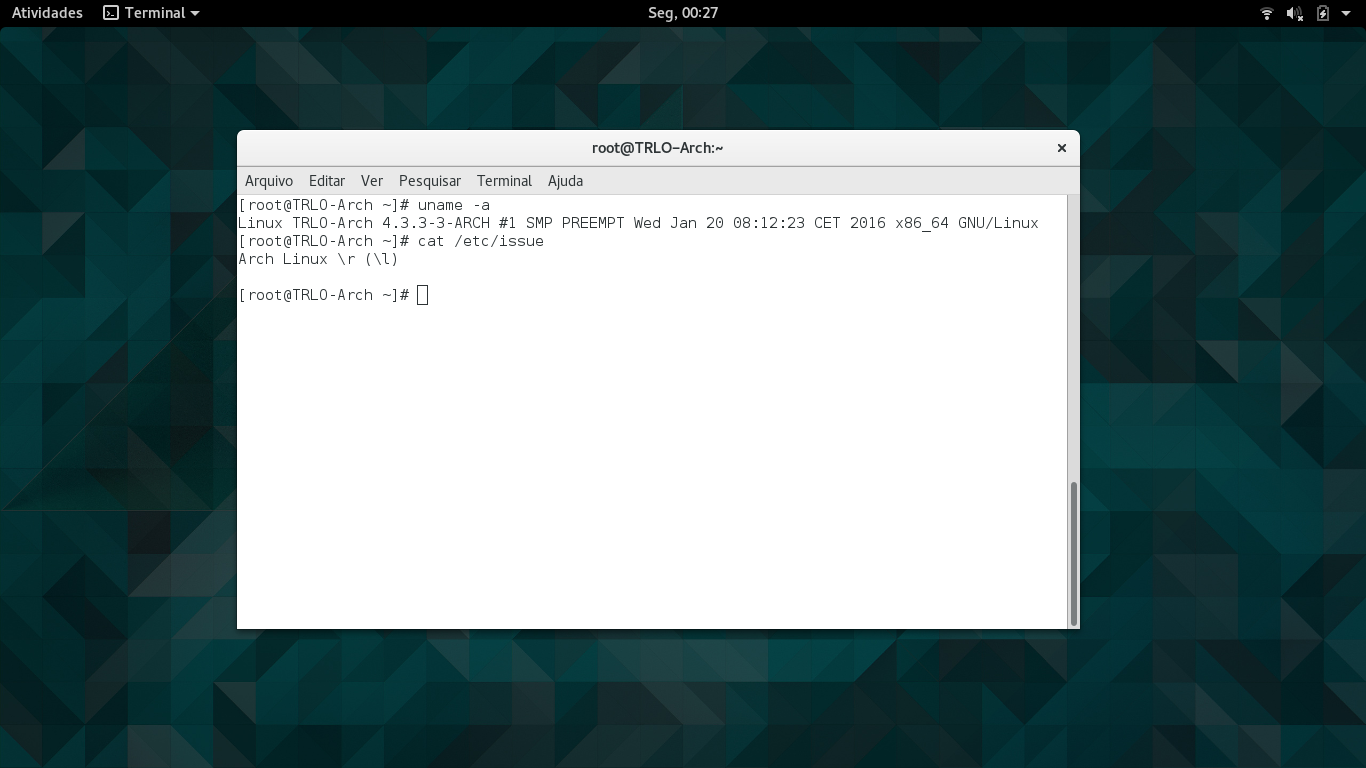 Atividades Terminal Seg, 00:27
root@TRLO-Arch:~ ×
Arquivo Editar Ver Pesquisar Terminal Ajuda
[root@TRLO-Arch ~]# uname -a
Linux TRLO-Arch 4.3.3-3-ARCH #1 SMP PREEMPT Wed Jan 20 08:12:23 CET 2016 x86_64 GNU/Linux
[root@TRLO-Arch ~]# cat /etc/issue
Arch Linux \r (\l)
[root@TRLO-Arch ~]#